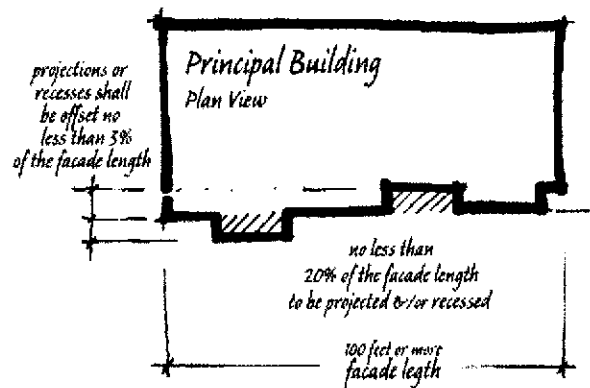 Principal Building
Plan View
projections or
recesses shall
be offset no
less than 3%
of the facade length
no less than
20% of the facade length
to be projected &/or recessed
100 feet or more
facade legth